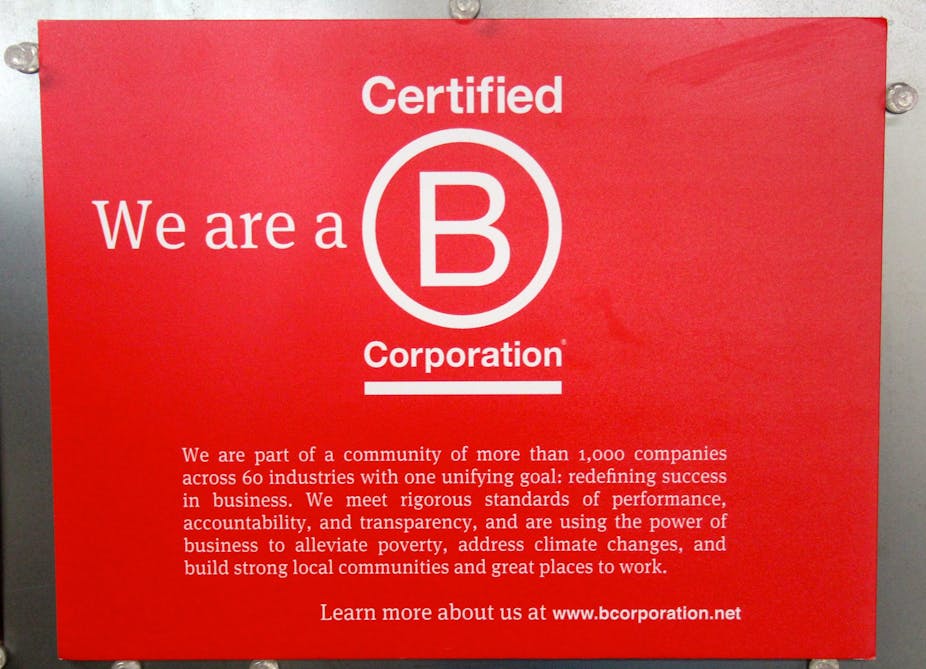 Certified
We are a B
Corporation®
We are part of a community of more than 1,000 companies
across 60 industries with one unifying goal: redefining success
in business. We meet rigorous standards of performance,
accountability, and transparency, and are using the power of
business to alleviate poverty, address climate changes, and
build strong local communities and great places to work.
Learn more about us at www.bcorporation.net